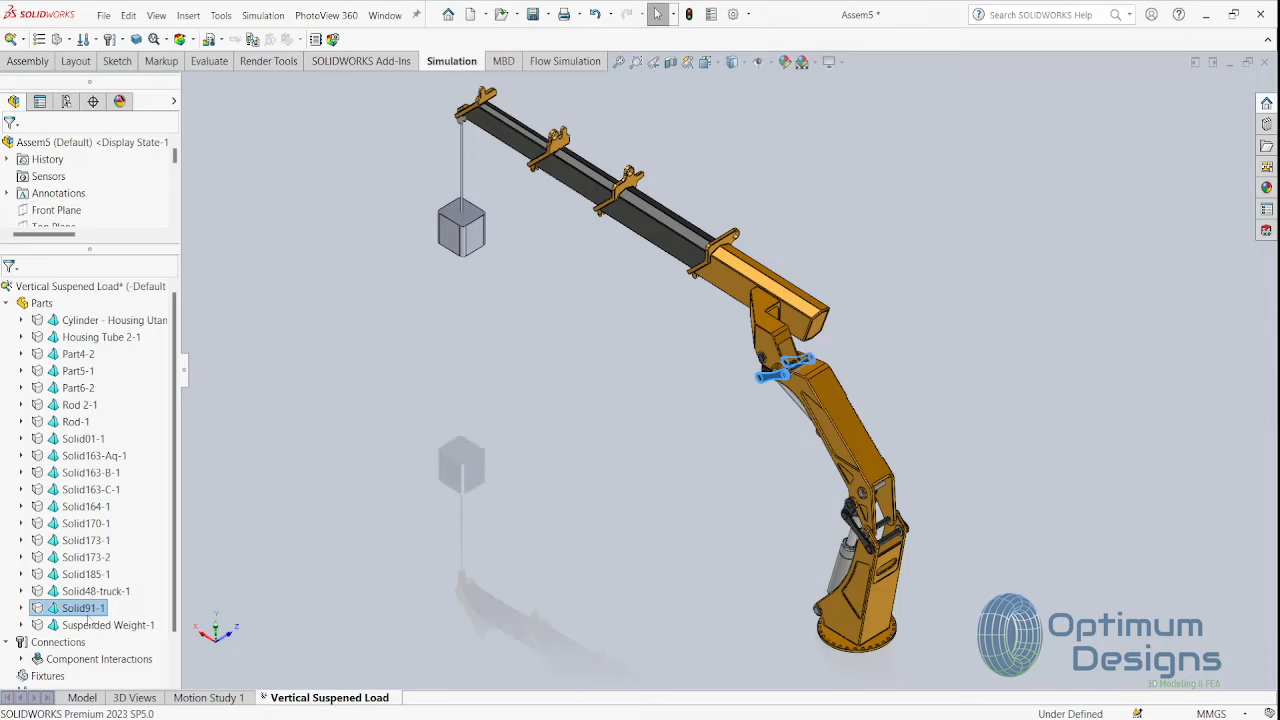 SOLIDWORKS File Edit View Insert Tools Simulation PhotoView 360 Window Assem5 * Search SOLIDWORKS Help
Assembly Layout Sketch Markup Evaluate Render Tools SOLIDWORKS Add-Ins Simulation MBD Flow Simulation
Assem5 (Default) <Display State-1
History
Sensors
Annotations
Front Plane
Vertical Suspened Load* (-Default
Parts
Cylinder - Housing Utan
Housing Tube 2-1
Part4-2
Part5-1
Part6-2
Rod 2-1
Rod-1
Solid01-1
Solid163-Aq-1
Solid163-B-1
Solid163-C-1
Solid164-1
Solid170-1
Solid173-1
Solid173-2
Solid185-1
Solid48-truck-1
Solid91-1
Suspended Weight-1
Connections
Component Interactions
Fixtures
Y
X
Z
Optimum
Designs
3D Modeling & FEA
Model 3D Views Motion Study 1 Vertical Suspened Load
SOLIDWORKS Premium 2023 SP5.0 Under Defined MMGS